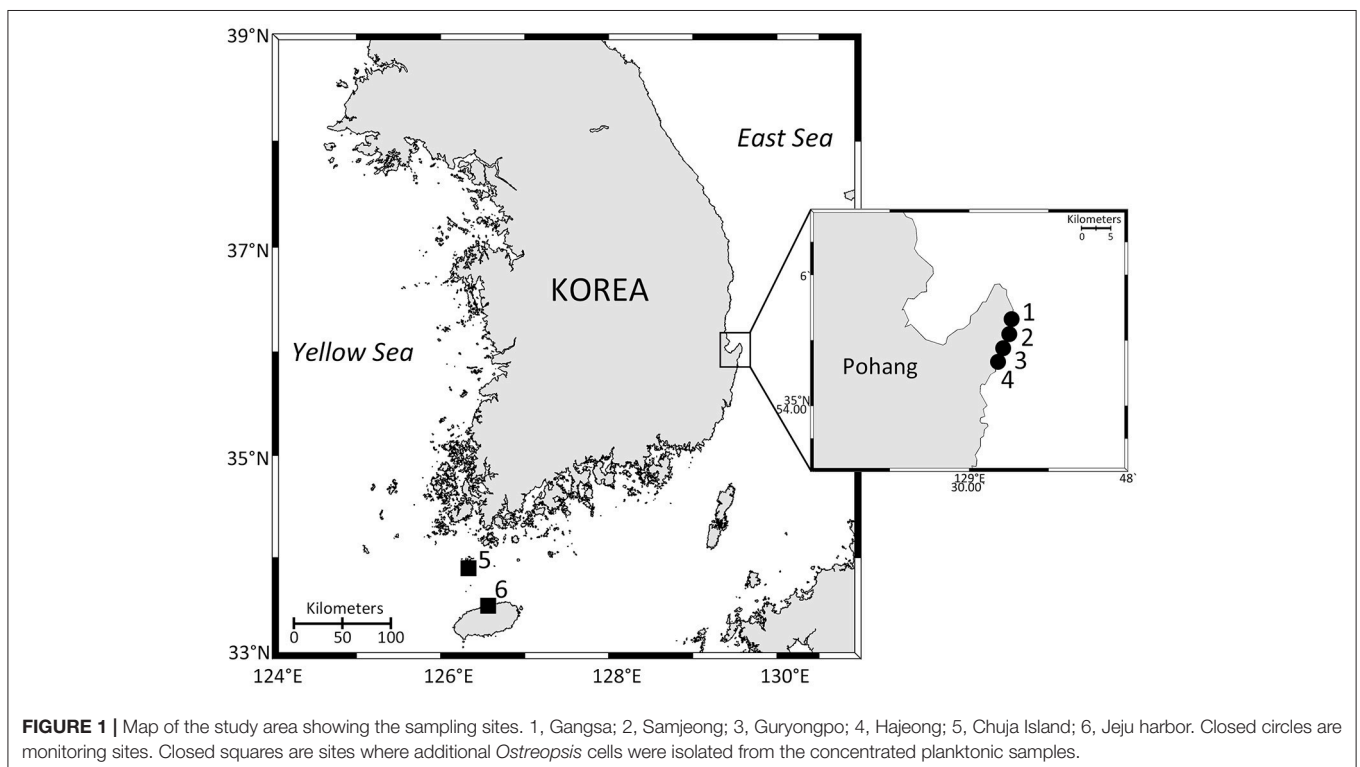 39°N
37°N
35°N
33°N
124°E
126°E
128°E
130°E
East Sea
KOREA
Yellow Sea
Kilometers
0 50 100
5
6
Kilometers
0 5
6`
35°N
54.00
129°E
30.00
48`
Pohang
1
2
3
4
FIGURE 1 | Map of the study area showing the sampling sites. 1, Gangsa; 2, Samjeong; 3, Guryongpo; 4, Hajeong; 5, Chuja Island; 6, Jeju harbor. Closed circles are
monitoring sites. Closed squares are sites where additional Ostreopsis cells were isolated from the concentrated planktonic samples.